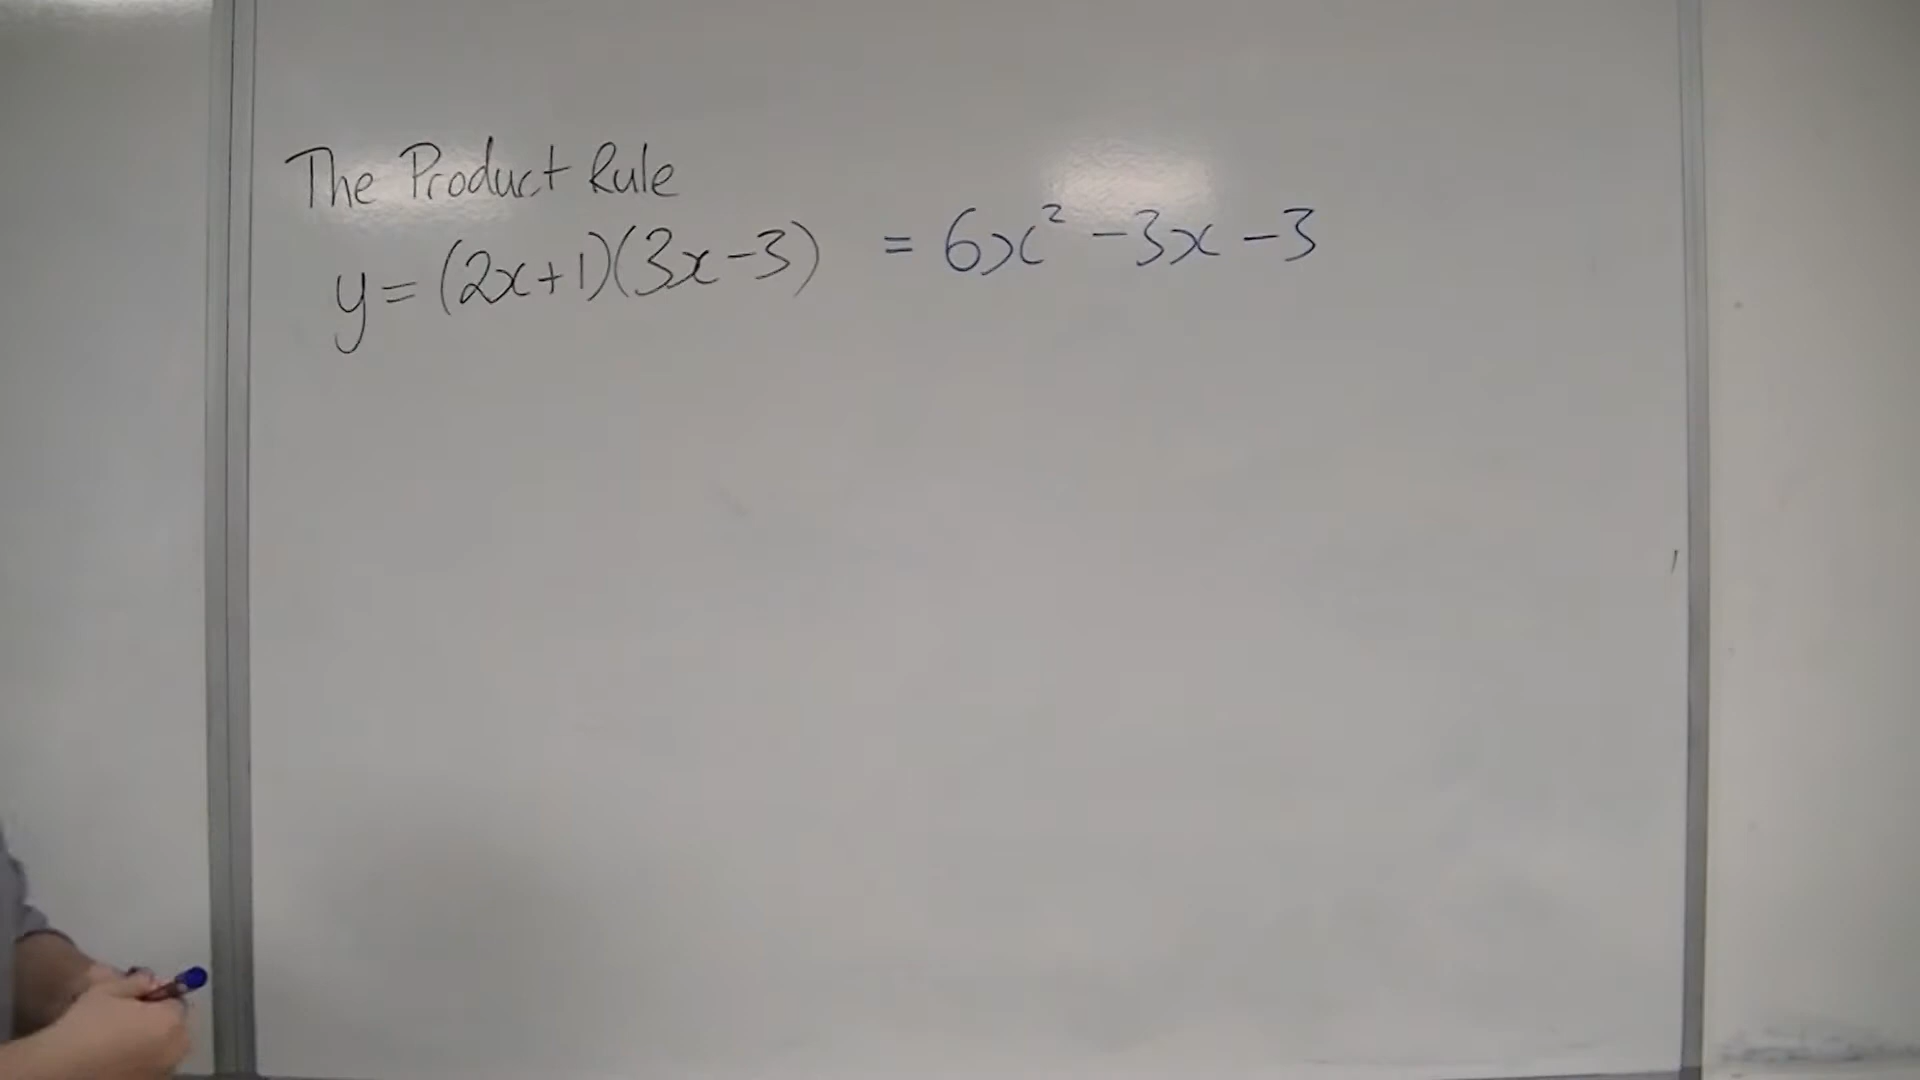 The Product Rule
y = (2x+1)(3x-3) = 6x² - 3x - 3